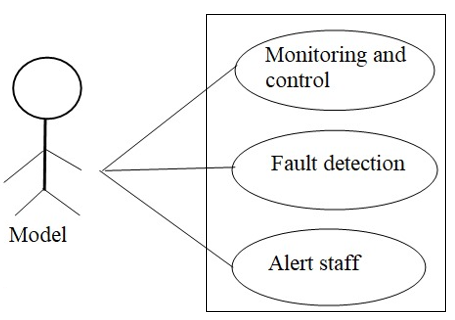 Monitoring and
control
Fault detection
Model
Alert staff